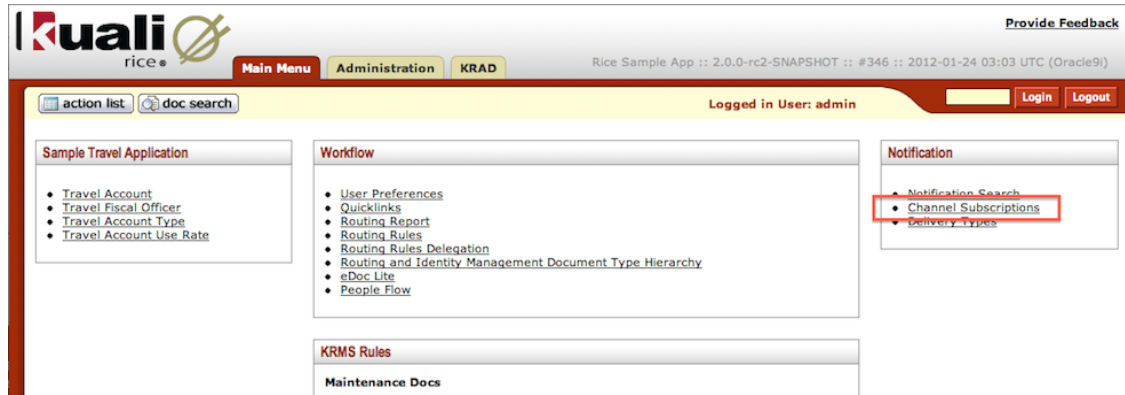 Kuali
rice
Provide Feedback
Main Menu
Administration
KRAD
Rice Sample App :: 2.0.0-rc2-SNAPSHOT :: #346 :: 2012-01-24 03:03 UTC (Oracle9i)
action list
doc search
Logged in User: admin
Login
Logout
Sample Travel Application
Travel Account
Travel Fiscal Officer
Travel Account Type
Travel Account Use Rate
Workflow
User Preferences
Quicklinks
Routing Report
Routing Rules
Routing Rules Delegation
Routing and Identity Management Document Type Hierarchy
eDoc Lite
People Flow
Notification
Notification Search
Channel Subscriptions
Delivery Types
KRMS Rules
Maintenance Docs